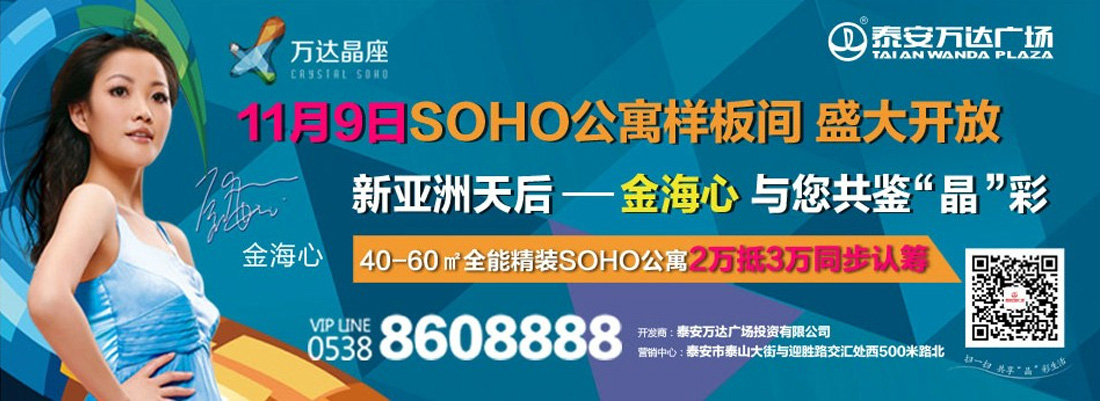 万达晶座
CRYSTAL SOHO
®泰安万达广场
TAIAN WANDA PLAZA
11月9日SOHO公寓样板间 盛大开放
新亚洲天后 — 金海心 与您共鉴“晶”彩
金海心
40-60㎡全能精装SOHO公寓2万抵3万同步认筹
VIP LINE
0538 8608888
开发商：泰安万达广场投资有限公司
营销中心：泰安市泰山大街与迎胜路交汇处西500米路北
扫一扫 共享“晶”彩生活